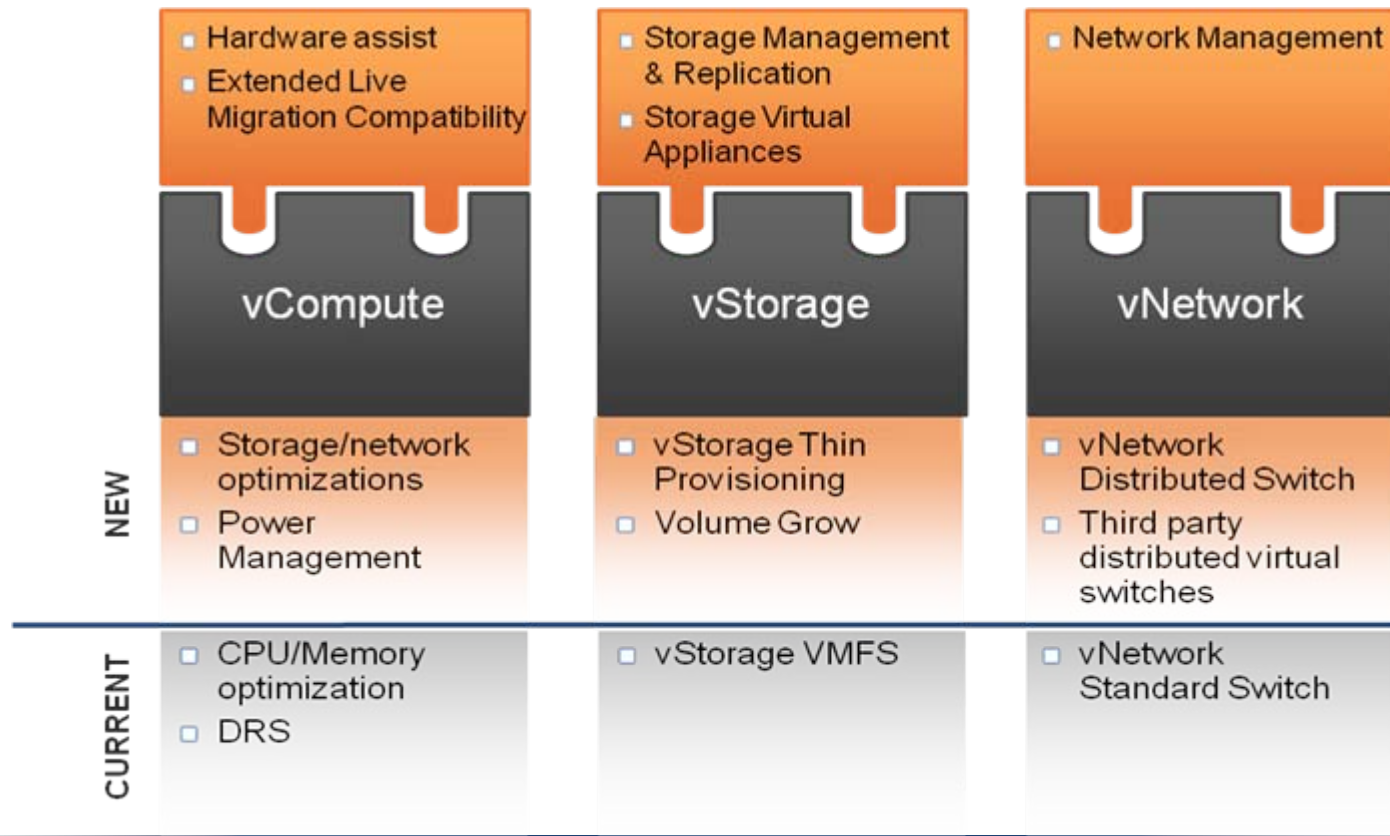 Hardware assist
Extended Live
Migration Compatibility
Storage Management
& Replication
Storage Virtual
Appliances
Network Management
vCompute
vStorage
vNetwork
NEW
Storage/network
optimizations
Power
Management
vStorage Thin
Provisioning
Volume Grow
vNetwork
Distributed Switch
Third party
distributed virtual
switches
CURRENT
CPU/Memory
optimization
DRS
vStorage VMFS
vNetwork
Standard Switch